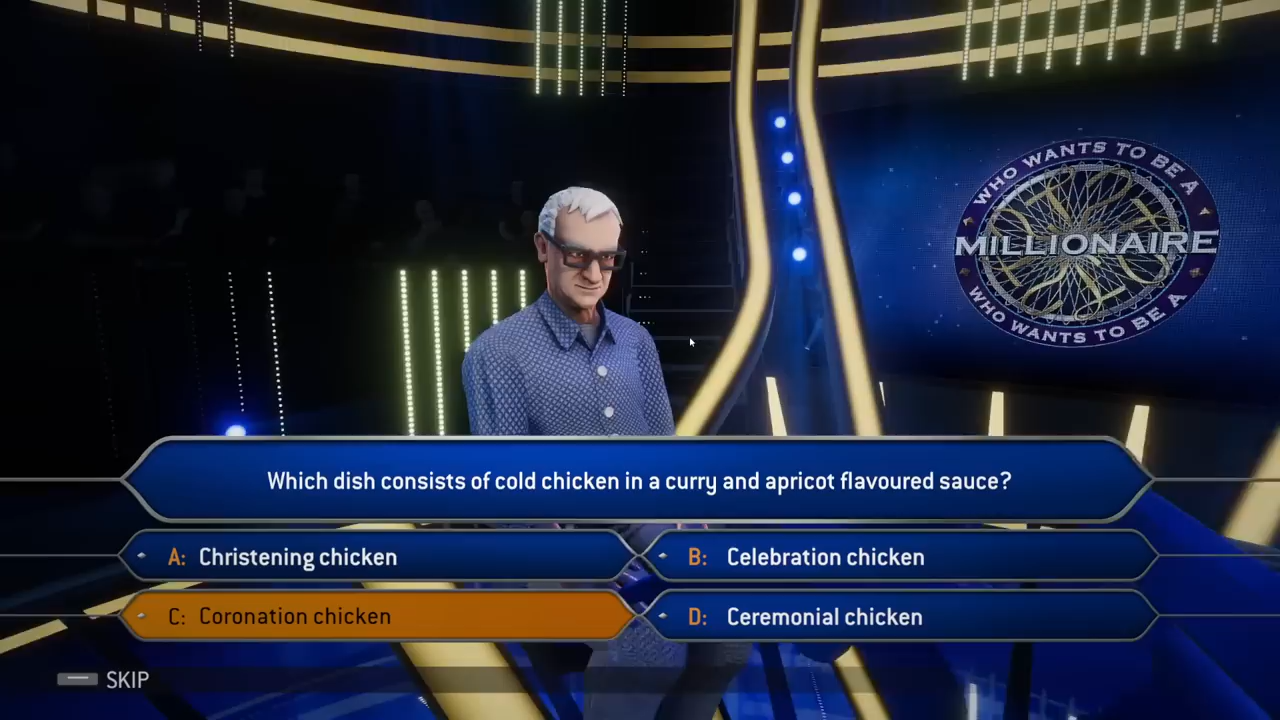 WHO WANTS TO BE A
MILLIONAIRE
WHO WANTS TO BE A
Which dish consists of cold chicken in a curry and apricot flavoured sauce?
A: Christening chicken
B: Celebration chicken
C: Coronation chicken
D: Ceremonial chicken
SKIP